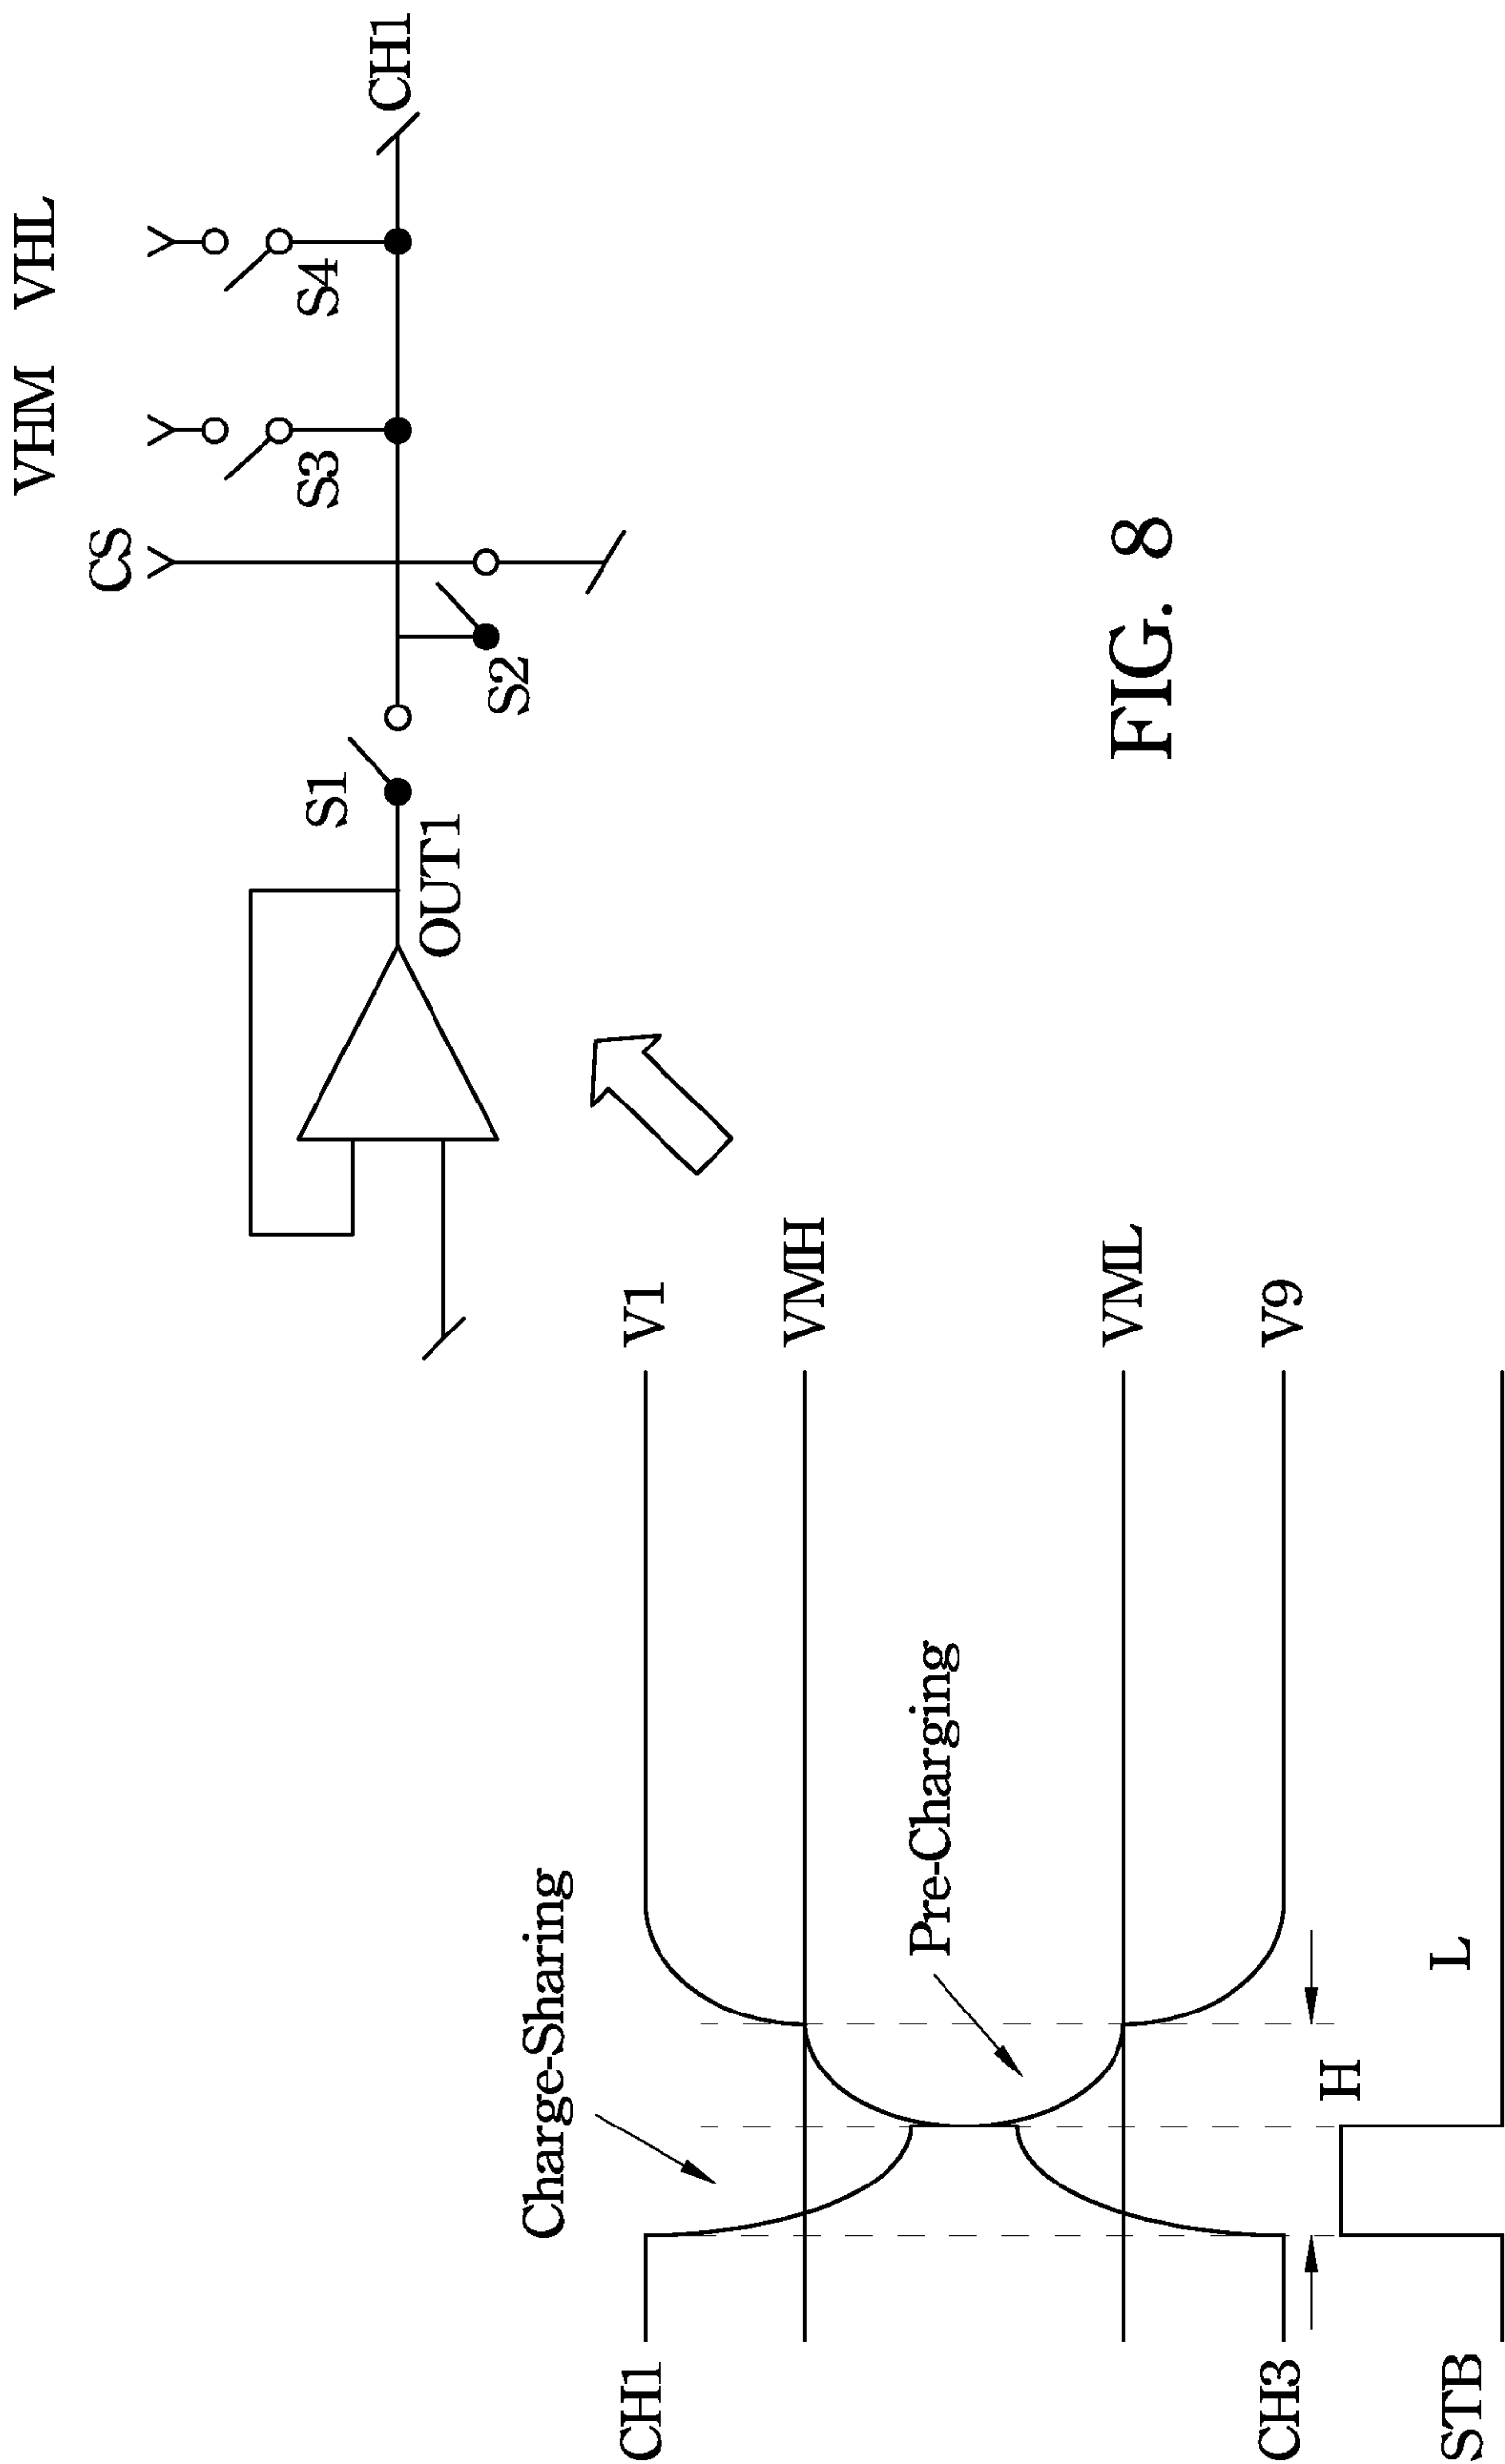 VHM VHL
CS
S3
S4
CH1
S1
OUT1
S2
Charge-Sharing
CH1
V1
VMH
Pre-Charging
VML
CH3
V9
H
STB
L
FIG. 8